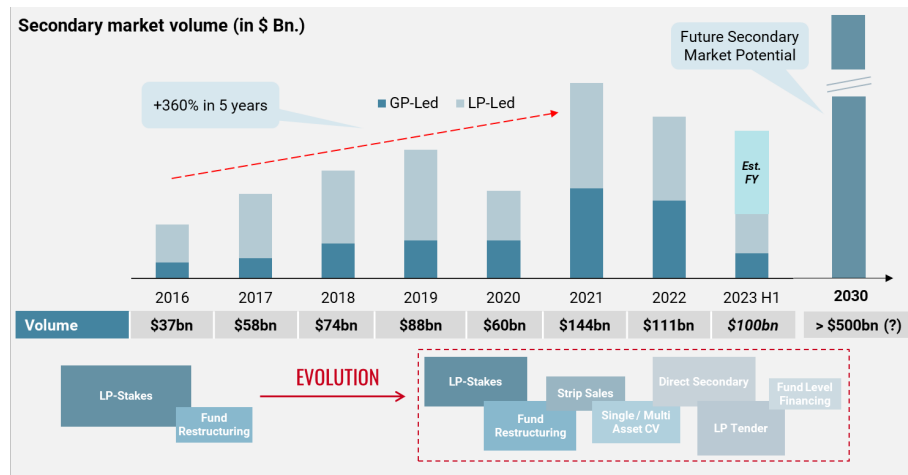 Secondary market volume (in $ Bn.)
Future Secondary
Market Potential
+360% in 5 years
GP-Led
LP-Led
Est.
FY
2016 2017 2018 2019 2020 2021 2022 2023 H1 2030
Volume $37bn $58bn $74bn $88bn $60bn $144bn $111bn $100bn > $500bn (?)
LP-Stakes
Fund
Restructuring
EVOLUTION
LP-Stakes
Fund
Restructuring
Strip Sales
Single / Multi
Asset CV
Direct Secondary
LP Tender
Fund Level
Financing